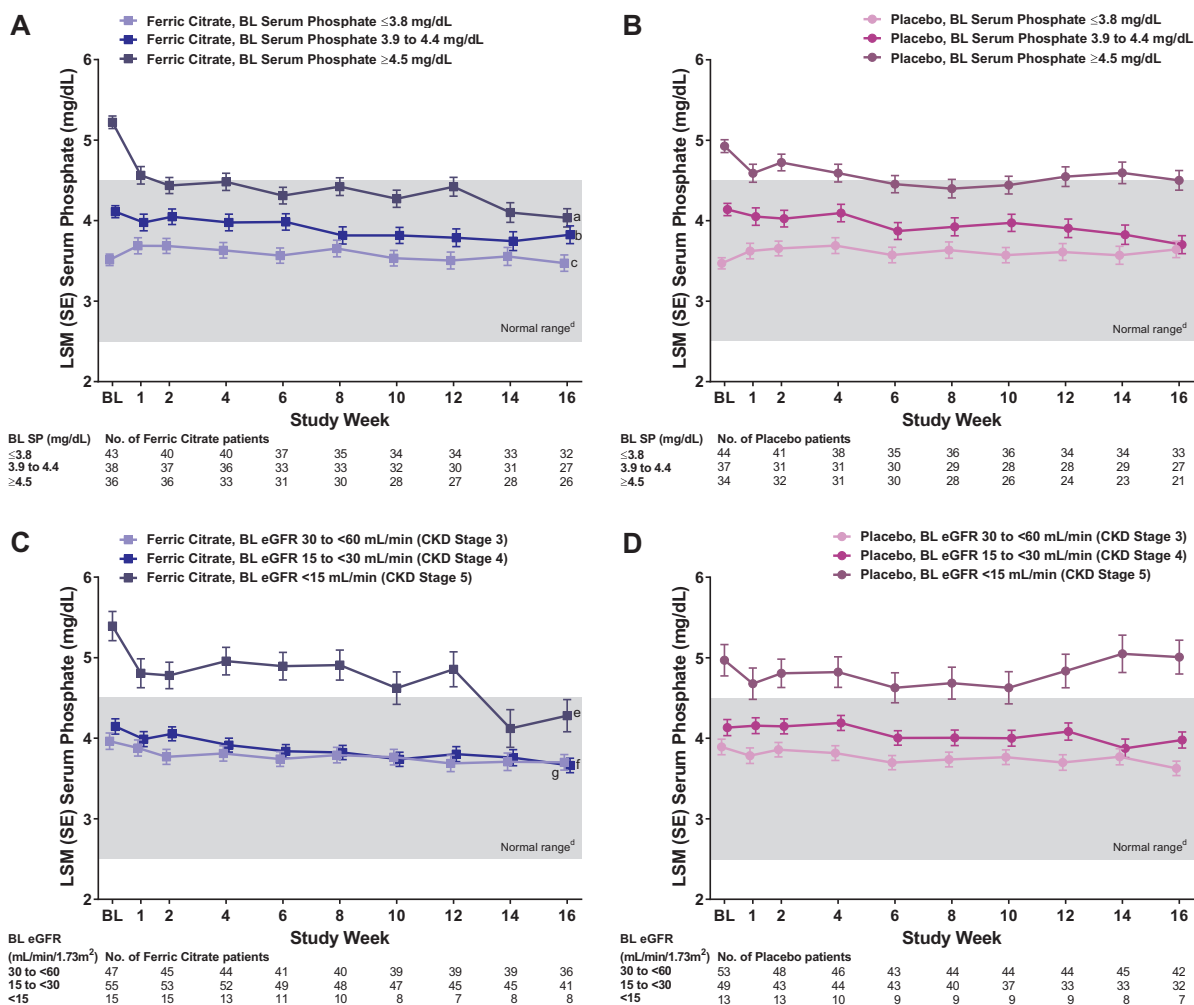 A
Ferric Citrate, BL Serum Phosphate ≤3.8 mg/dL
Ferric Citrate, BL Serum Phosphate 3.9 to 4.4 mg/dL
Ferric Citrate, BL Serum Phosphate ≥4.5 mg/dL
LSM (SE) Serum Phosphate (mg/dL)
6
5
4
3
2
a
b
c
Normal range^d
BL 1 2 4 6 8 10 12 14 16
Study Week
BL SP (mg/dL) No. of Ferric Citrate patients
≤3.8 43 40 40 37 35 34 34 33 32
3.9 to 4.4 38 37 36 33 33 32 30 31 27
≥4.5 36 36 33 31 30 28 27 28 26
B
Placebo, BL Serum Phosphate ≤3.8 mg/dL
Placebo, BL Serum Phosphate 3.9 to 4.4 mg/dL
Placebo, BL Serum Phosphate ≥4.5 mg/dL
LSM (SE) Serum Phosphate (mg/dL)
6
5
4
3
2
Normal range^d
BL 1 2 4 6 8 10 12 14 16
Study Week
BL SP (mg/dL) No. of Placebo patients
≤3.8 44 41 38 35 36 36 34 34 33
3.9 to 4.4 37 31 31 30 29 28 28 29 27
≥4.5 34 32 31 30 28 26 24 23 21
C
Ferric Citrate, BL eGFR 30 to <60 mL/min (CKD Stage 3)
Ferric Citrate, BL eGFR 15 to <30 mL/min (CKD Stage 4)
Ferric Citrate, BL eGFR <15 mL/min (CKD Stage 5)
LSM (SE) Serum Phosphate (mg/dL)
6
5
4
3
2
e
f
g
Normal range^d
BL 1 2 4 6 8 10 12 14 16
Study Week
BL eGFR
(mL/min/1.73m²) No. of Ferric Citrate patients
30 to <60 47 45 44 41 40 39 39 39 36
15 to <30 55 53 52 49 48 47 45 45 41
<15 15 15 13 11 10 8 7 8 8
D
Placebo, BL eGFR 30 to <60 mL/min (CKD Stage 3)
Placebo, BL eGFR 15 to <30 mL/min (CKD Stage 4)
Placebo, BL eGFR <15 mL/min (CKD Stage 5)
LSM (SE) Serum Phosphate (mg/dL)
6
5
4
3
2
Normal range^d
BL 1 2 4 6 8 10 12 14 16
Study Week
BL eGFR
(mL/min/1.73m²) No. of Placebo patients
30 to <60 53 48 46 43 44 44 44 45 42
15 to <30 49 43 44 43 40 37 33 33 32
<15 13 13 10 9 9 9 9 8 7